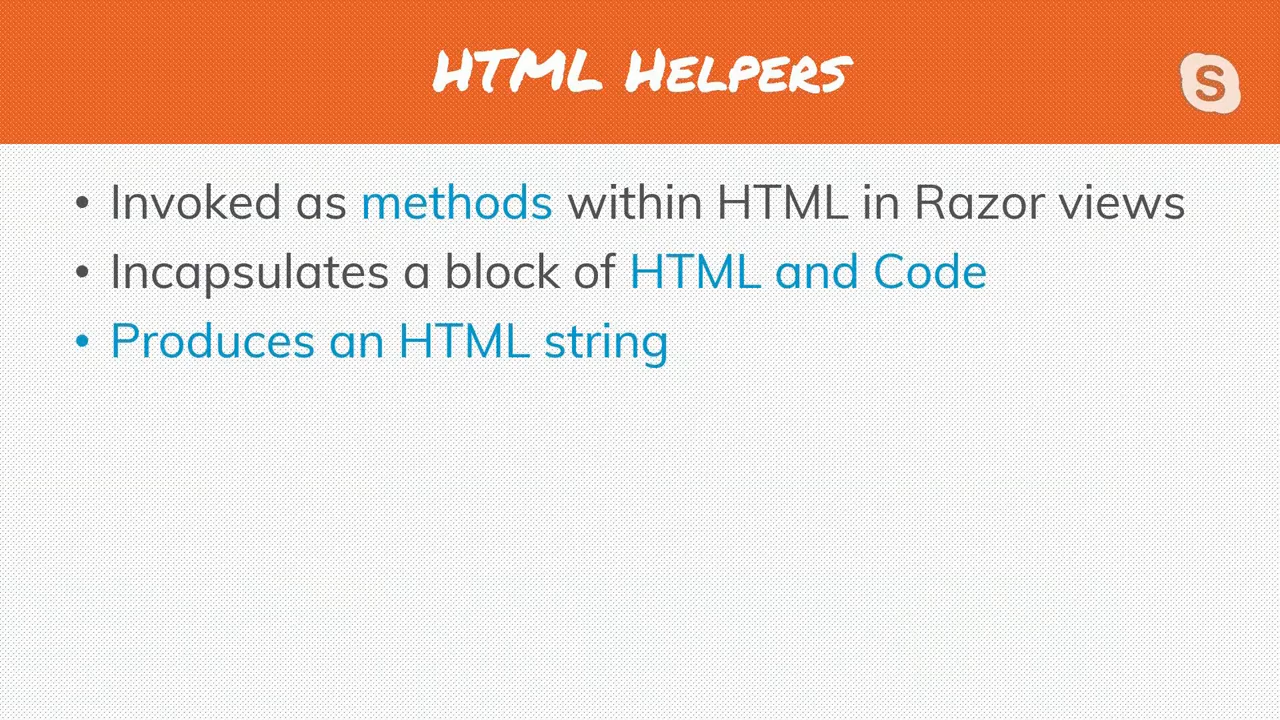 HTML Helpers
S
• Invoked as methods within HTML in Razor views
• Incapsulates a block of HTML and Code
• Produces an HTML string